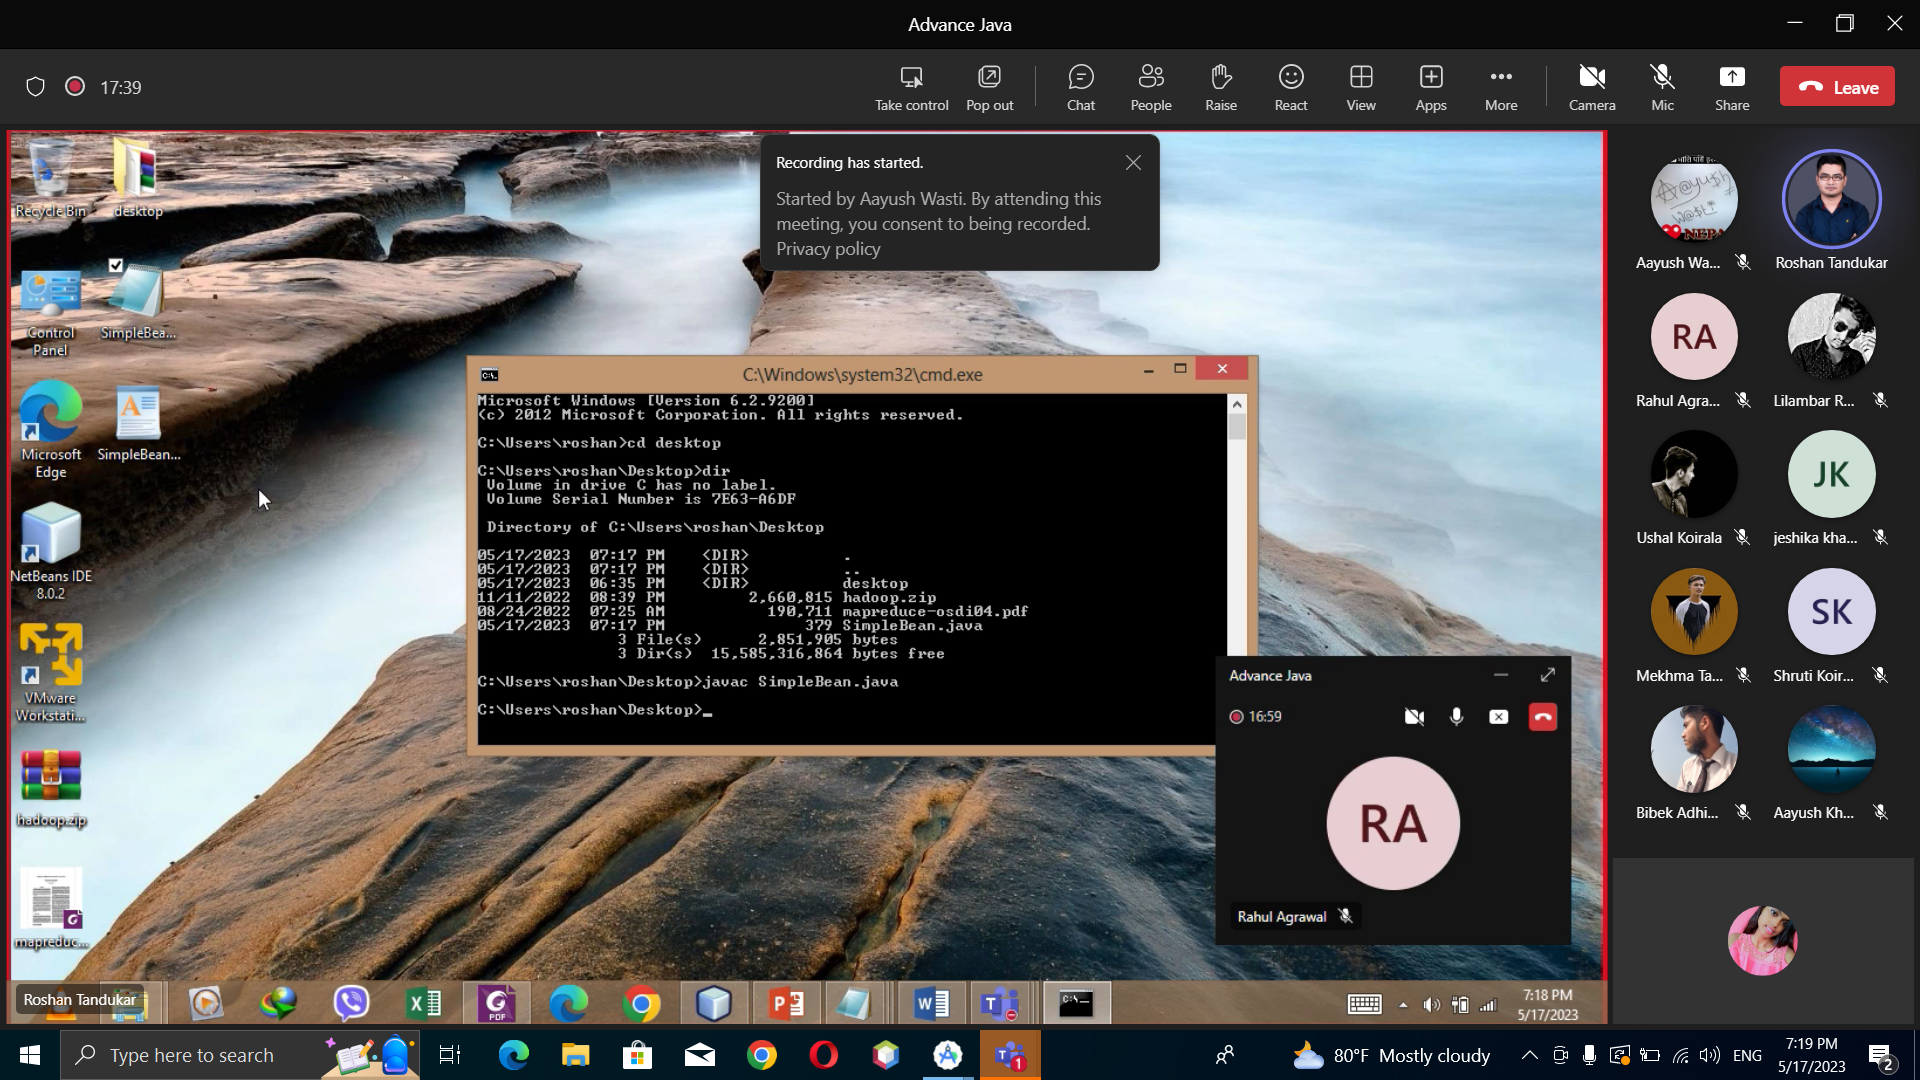 Advance Java
17:39
Take control
Pop out
Chat
People
Raise
React
View
Apps
More
Camera
Mic
Share
Leave
Recording has started.
Started by Aayush Wasti. By attending this
meeting, you consent to being recorded.
Privacy policy
Recycle Bin
desktop
Control
Panel
SimpleBea...
Microsoft
Edge
SimpleBean...
NetBeans IDE
8.0.2
VMware
Workstati...
hadoop.zip
mapreduc...
C:\Windows\system32\cmd.exe
Microsoft Windows [Version 6.2.9200]
(c) 2012 Microsoft Corporation. All rights reserved.
C:\Users\roshan>cd desktop
C:\Users\roshan\Desktop>dir
Volume in drive C has no label.
Volume Serial Number is 7E63-A6DF
Directory of C:\Users\roshan\Desktop
05/17/2023 07:17 PM <DIR> .
05/17/2023 07:17 PM <DIR> ..
05/17/2023 06:35 PM <DIR> desktop
11/11/2022 08:39 PM 2,660,815 hadoop.zip
08/24/2022 07:25 AM 190,711 mapreduce-osdi04.pdf
05/17/2023 07:17 PM 379 SimpleBean.java
3 File(s) 2,851,905 bytes
3 Dir(s) 15,585,316,864 bytes free
C:\Users\roshan\Desktop>javac SimpleBean.java
C:\Users\roshan\Desktop>_
Advance Java
16:59
RA
Rahul Agrawal
Aayush Wa...
Roshan Tandukar
RA
Rahul Agra...
Lilambar R...
Ushal Koirala
JK
jeshika kha...
Mekhma Ta...
SK
Shruti Koir...
Bibek Adhi...
Aayush Kh...
Roshan Tandukar
7:18 PM
5/17/2023
Type here to search
80°F Mostly cloudy
ENG
7:19 PM
5/17/2023
2